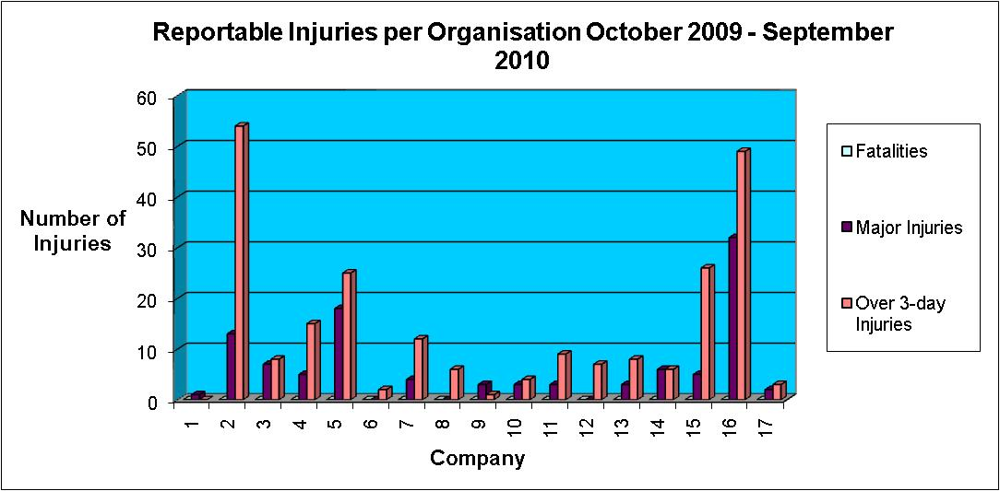 Reportable Injuries per Organisation October 2009 - September
2010
60
50
40
30
20
10
0
Number of
Injuries
1 2 3 4 5 6 7 8 9 10 11 12 13 14 15 16 17
Company
Fatalities
Major Injuries
Over 3-day
Injuries